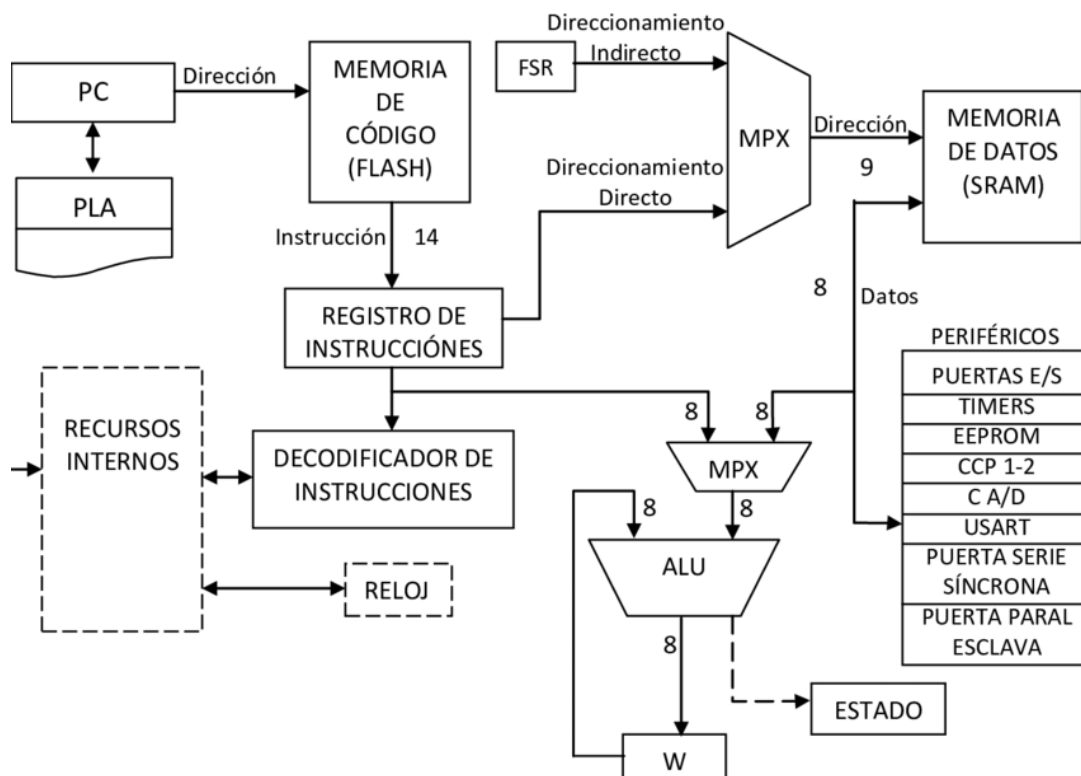 PC
Dirección
MEMORIA
DE
CÓDIGO
(FLASH)
PLA
Instrucción 14
FSR
Direccionamiento
Indirecto
Direccionamiento
Directo
MPX
Dirección
9
MEMORIA
DE DATOS
(SRAM)
8
Datos
REGISTRO DE
INSTRUCCIÓNES
RECURSOS
INTERNOS
DECODIFICADOR DE
INSTRUCCIONES
RELOJ
8
8
MPX
8
8
ALU
8
ESTADO
W
PERIFÉRICOS
PUERTAS E/S
TIMERS
EEPROM
CCP 1-2
C A/D
USART
PUERTA SERIE
SÍNCRONA
PUERTA PARAL
ESCLAVA